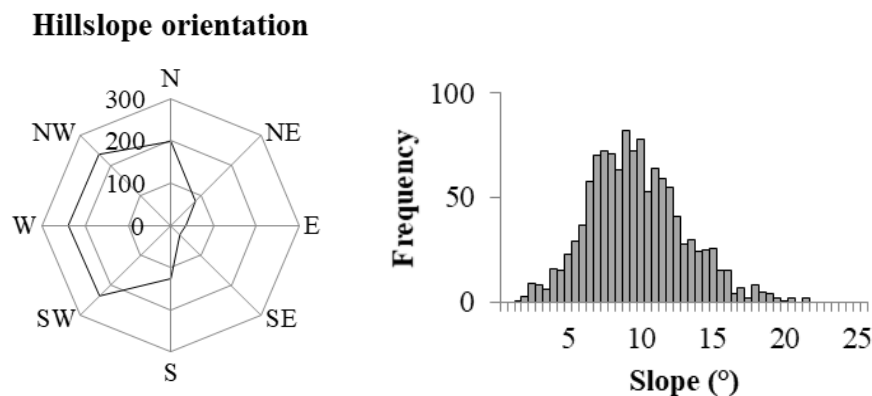 Hillslope orientation
N
300
NW
NE
200
100
W
0
E
SW
SE
S
100
50
0
Frequency
5 10 15 20 25
Slope (°)